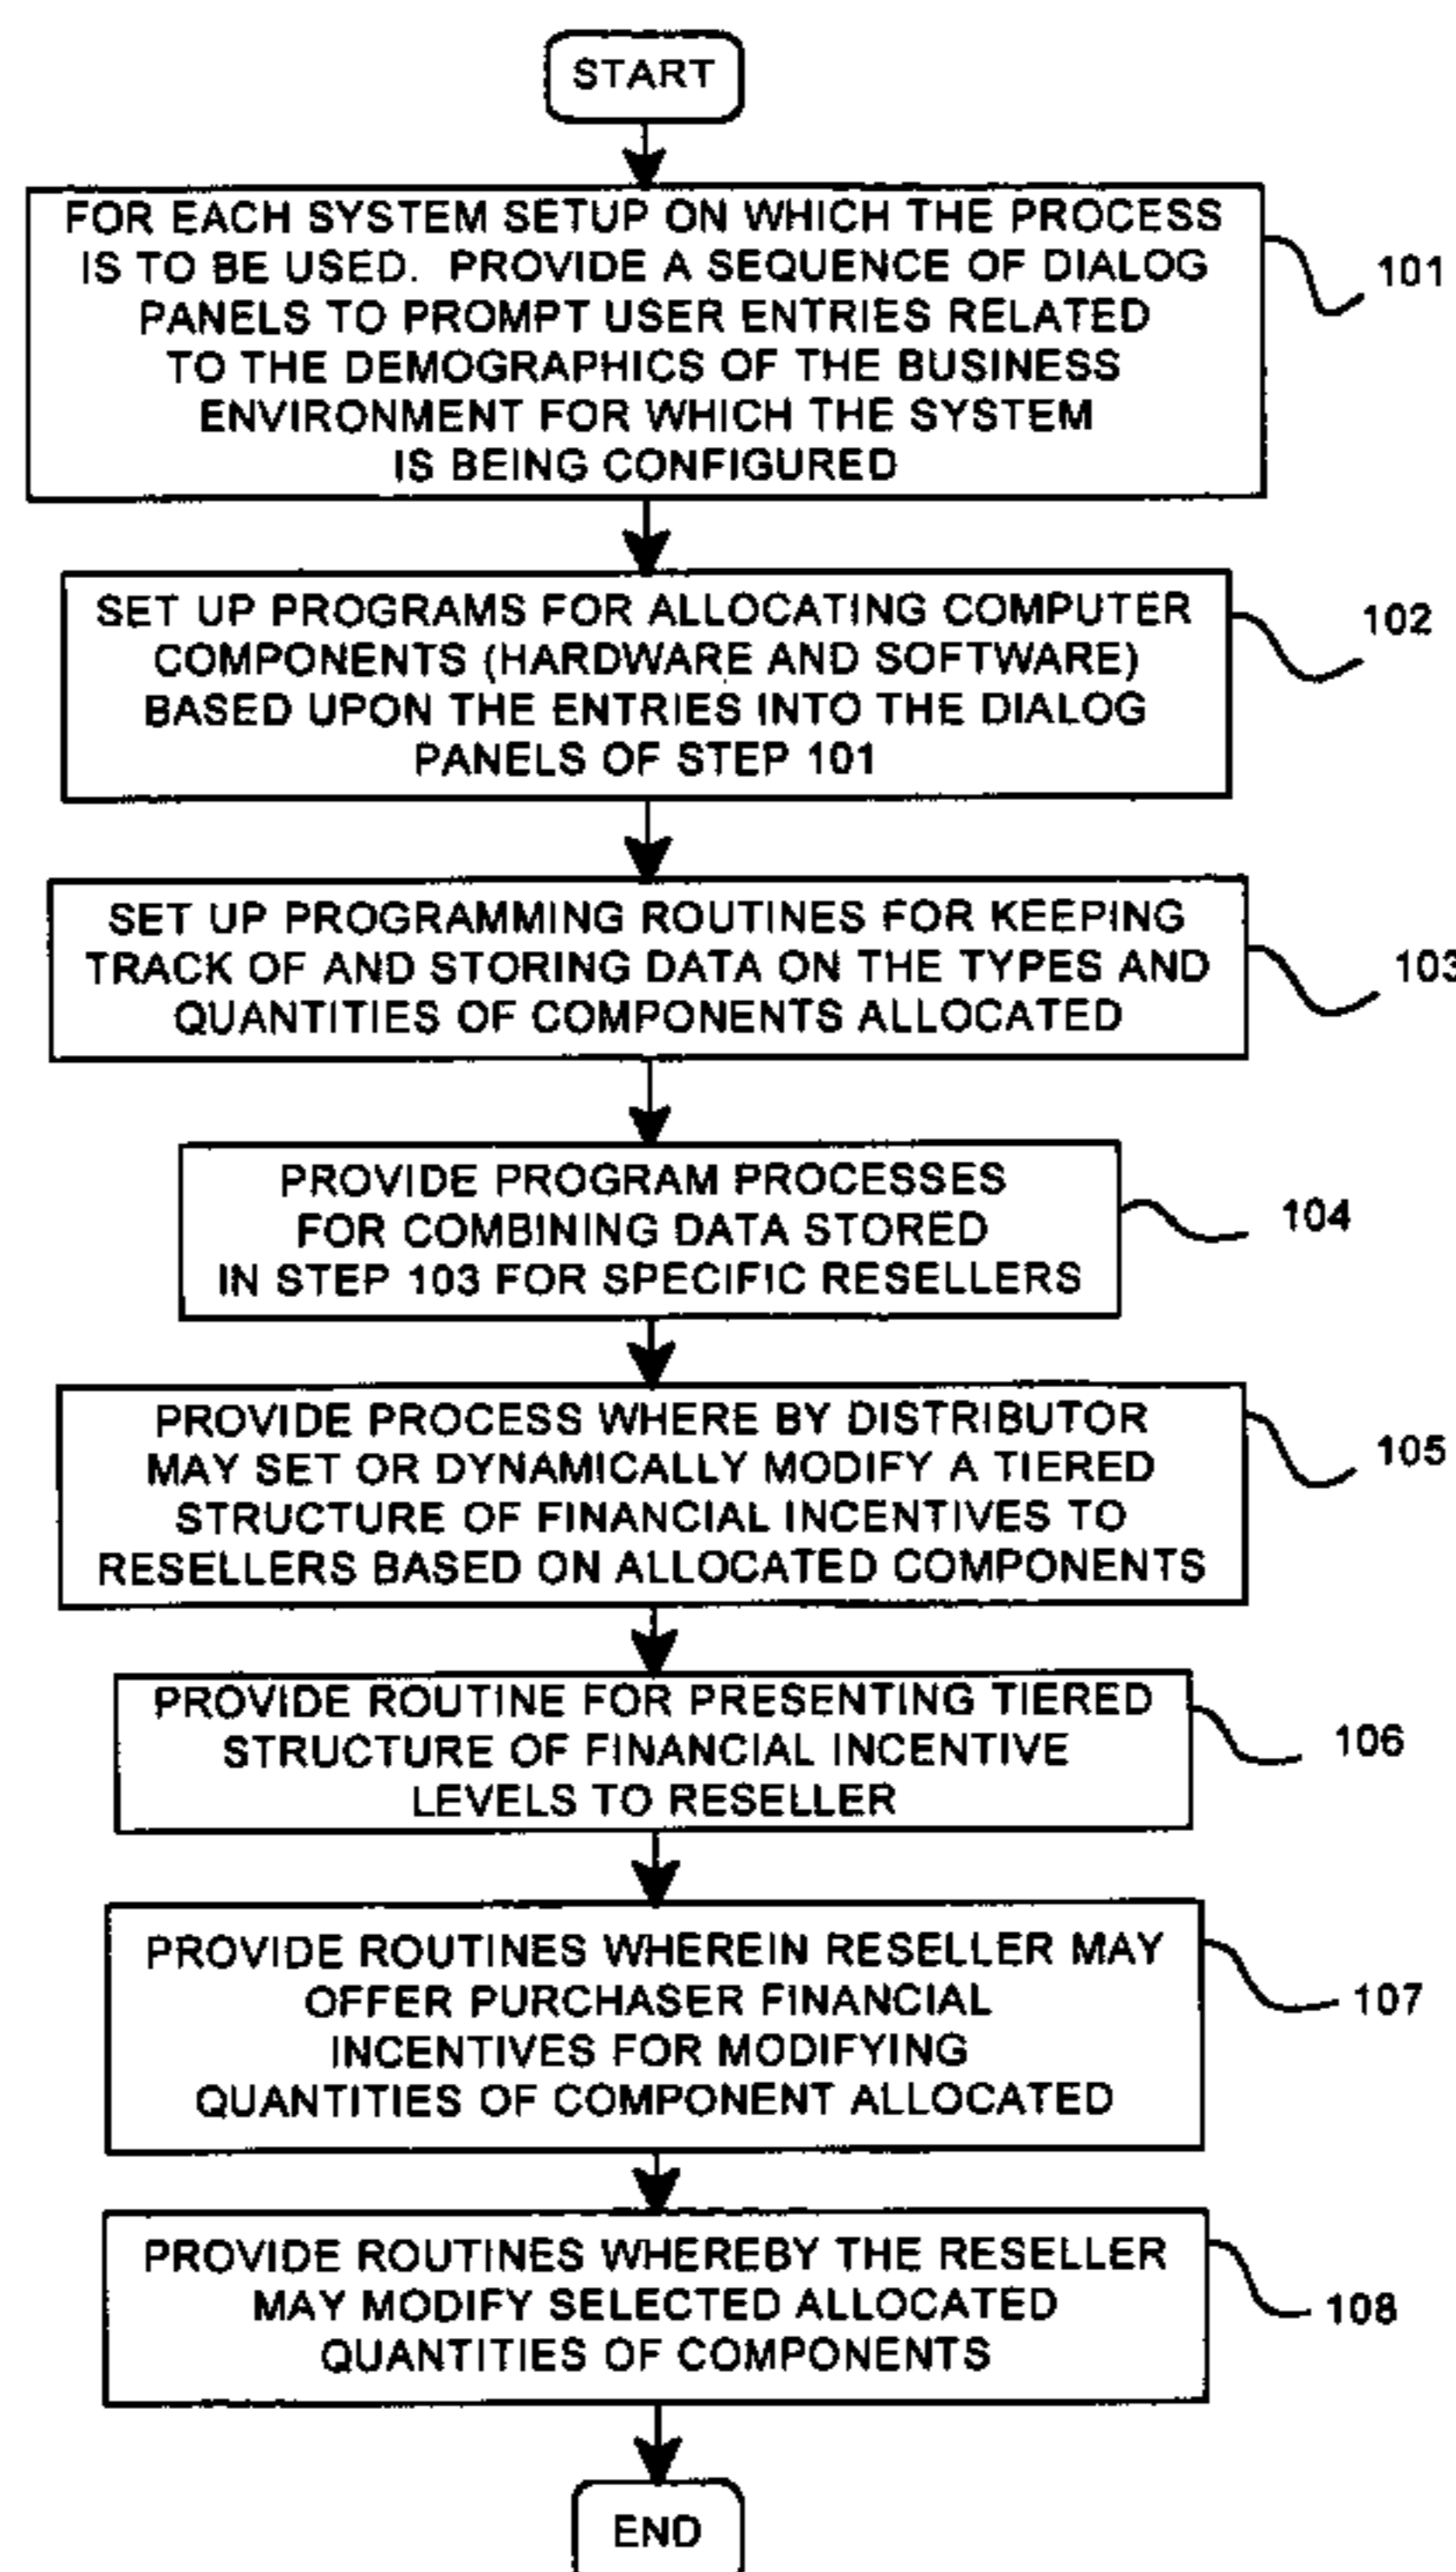 START
FOR EACH SYSTEM SETUP ON WHICH THE PROCESS
IS TO BE USED. PROVIDE A SEQUENCE OF DIALOG
PANELS TO PROMPT USER ENTRIES RELATED
TO THE DEMOGRAPHICS OF THE BUSINESS
ENVIRONMENT FOR WHICH THE SYSTEM
IS BEING CONFIGURED
101
SET UP PROGRAMS FOR ALLOCATING COMPUTER
COMPONENTS (HARDWARE AND SOFTWARE)
BASED UPON THE ENTRIES INTO THE DIALOG
PANELS OF STEP 101
102
SET UP PROGRAMMING ROUTINES FOR KEEPING
TRACK OF AND STORING DATA ON THE TYPES AND
QUANTITIES OF COMPONENTS ALLOCATED
103
PROVIDE PROGRAM PROCESSES
FOR COMBINING DATA STORED
IN STEP 103 FOR SPECIFIC RESELLERS
104
PROVIDE PROCESS WHERE BY DISTRIBUTOR
MAY SET OR DYNAMICALLY MODIFY A TIERED
STRUCTURE OF FINANCIAL INCENTIVES TO
RESELLERS BASED ON ALLOCATED COMPONENTS
105
PROVIDE ROUTINE FOR PRESENTING TIERED
STRUCTURE OF FINANCIAL INCENTIVE
LEVELS TO RESELLER
106
PROVIDE ROUTINES WHEREIN RESELLER MAY
OFFER PURCHASER FINANCIAL
INCENTIVES FOR MODIFYING
QUANTITIES OF COMPONENT ALLOCATED
107
PROVIDE ROUTINES WHEREBY THE RESELLER
MAY MODIFY SELECTED ALLOCATED
QUANTITIES OF COMPONENTS
108
END